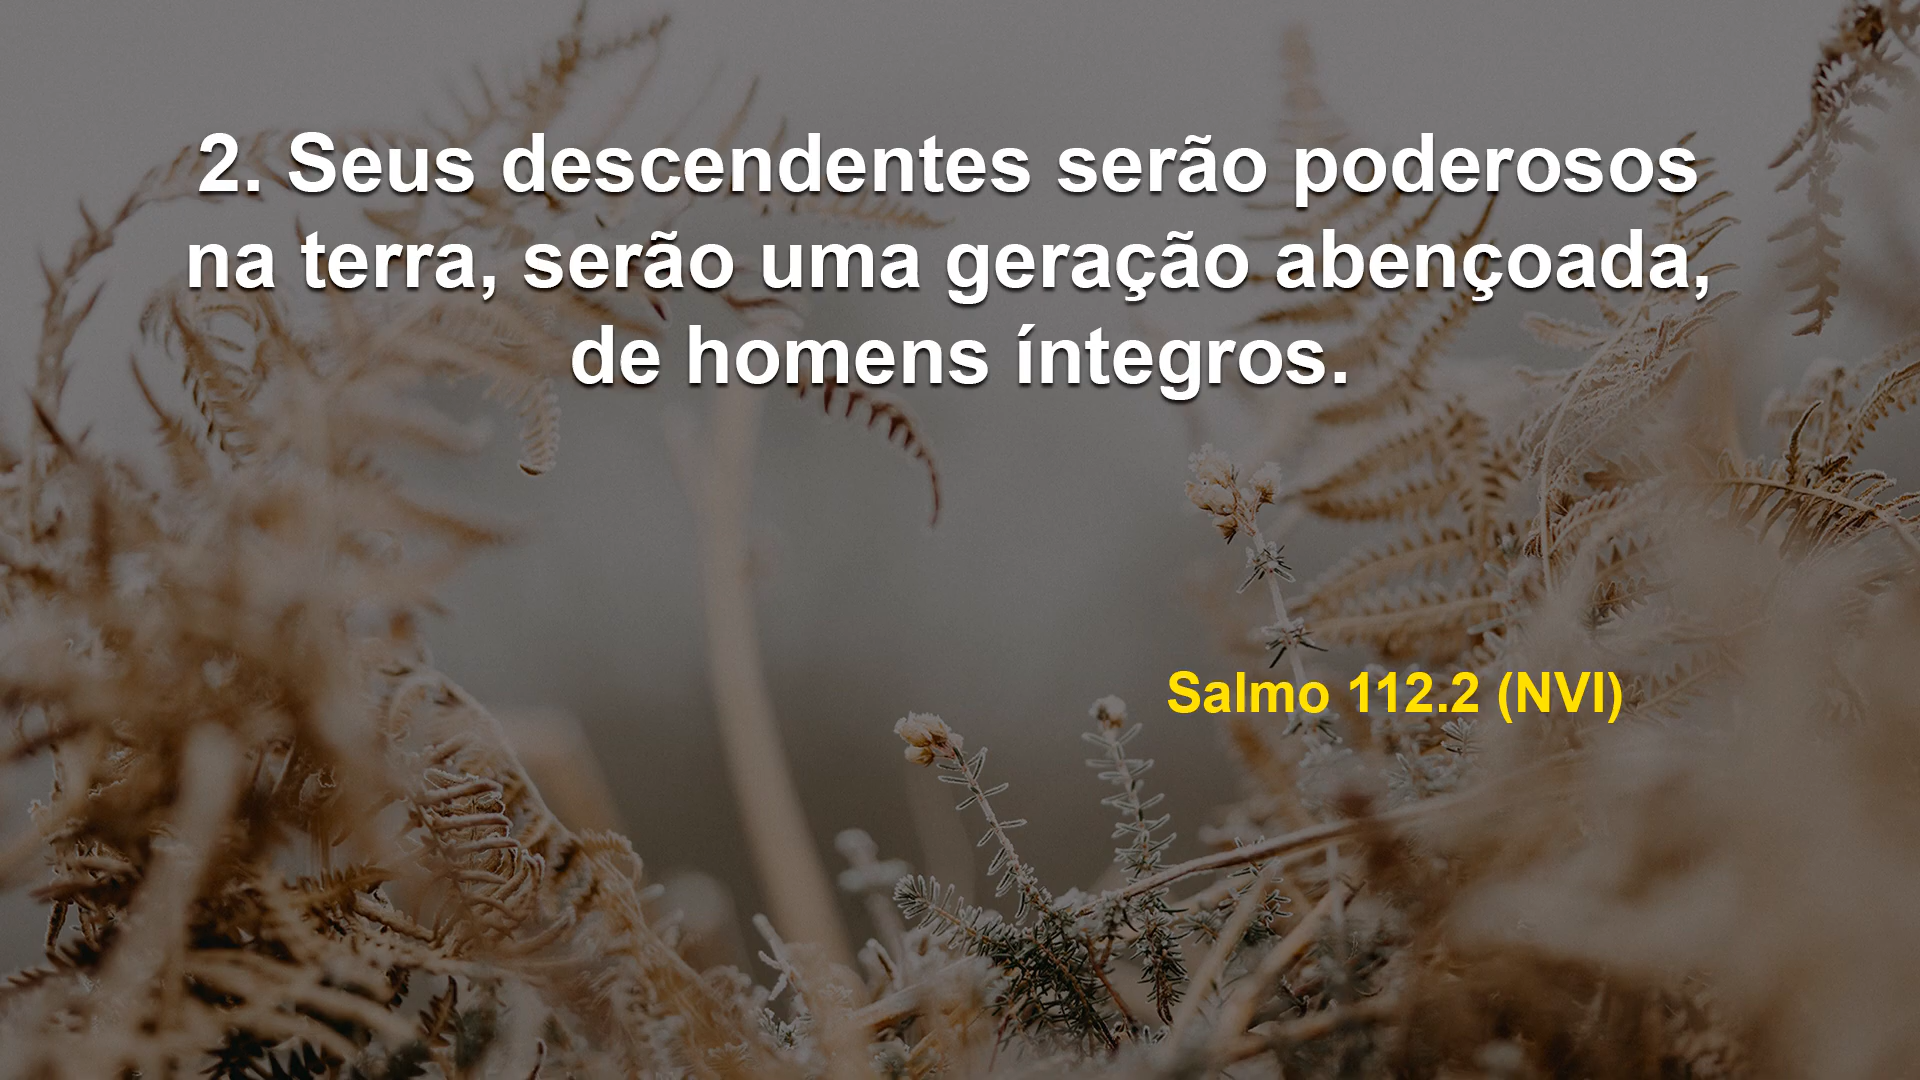 2. Seus descendentes serão poderosos
na terra, serão uma geração abençoada,
de homens íntegros.
Salmo 112.2 (NVI)